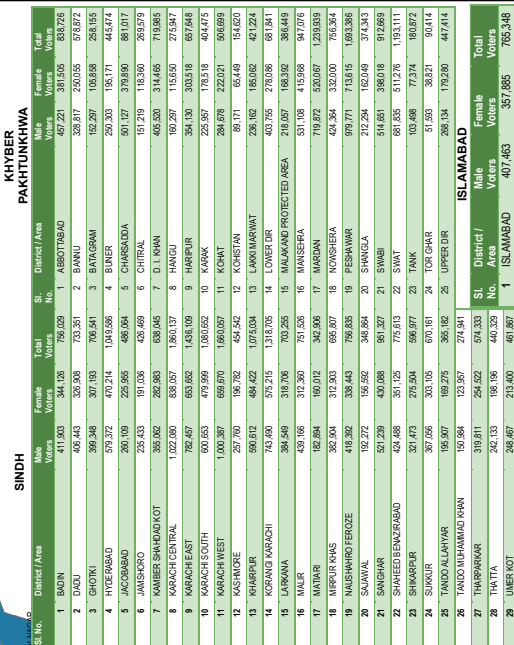 SINDH
Sl. No. District / Area Male Voters Female Voters Total Voters
1 BADIN 411,903 344,126 756,029
2 DADU 406,443 326,908 733,351
3 GHOTKI 399,348 307,193 706,541
4 HYDERABAD 579,372 470,214 1,049,586
5 JACOBABAD 260,109 225,955 486,064
6 JAMSHORO 235,433 191,036 426,469
7 KAMBER SHAHDAD KOT 355,062 282,983 638,045
8 KARACHI CENTRAL 1,022,080 838,057 1,860,137
9 KARACHI EAST 782,457 653,652 1,436,109
10 KARACHI SOUTH 600,653 479,999 1,080,652
11 KARACHI WEST 1,000,387 659,670 1,660,057
12 KASHMORE 257,760 196,782 454,542
13 KHAIRPUR 590,612 484,422 1,075,034
14 KORANGI KARACHI 743,490 575,215 1,318,705
15 LARKANA 384,549 318,706 703,255
16 MALIR 439,166 312,360 751,526
17 MATIARI 182,894 160,012 342,906
18 MIRPUR KHAS 382,904 312,903 695,807
19 NAUSHAHRO FEROZE 418,392 338,443 756,835
20 SAJAWAL 192,272 156,592 348,864
21 SANGHAR 521,239 430,088 951,327
22 SHAHEED BENAZIRABAD 424,488 351,125 775,613
23 SHIKARPUR 321,473 275,504 596,977
24 SUKKUR 367,056 303,105 670,161
25 TANDO ALLAHYAR 195,907 169,275 365,182
26 TANDO MUHAMMAD KHAN 150,984 123,957 274,941
27 THARPARKAR 319,811 254,522 574,333
28 THATTA 242,133 198,196 440,329
29 UMER KOT 248,467 213,400 461,867
KHYBER
PAKHTUNKHWA
Sl. No. District / Area Male Voters Female Voters Total Voters
1 ABBOTTABAD 457,221 381,505 838,726
2 BANNU 328,817 250,055 578,872
3 BATAGRAM 152,297 105,858 258,155
4 BUNER 250,303 195,171 445,474
5 CHARSADDA 501,127 379,890 881,017
6 CHITRAL 151,219 118,360 269,579
7 D. I. KHAN 405,520 314,465 719,985
8 HANGU 160,297 115,650 275,947
9 HARIPUR 354,130 303,518 657,648
10 KARAK 225,957 178,518 404,475
11 KOHAT 284,678 222,021 506,699
12 KOHISTAN 89,171 65,449 154,620
13 LAKKI MARWAT 236,162 185,062 421,224
14 LOWER DIR 403,755 278,086 681,841
15 MALAKAND PROTECTED AREA 218,057 168,392 386,449
16 MANSEHRA 531,108 415,968 947,076
17 MARDAN 719,872 520,067 1,239,939
18 NOWSHERA 424,364 332,000 756,364
19 PESHAWAR 979,771 713,615 1,693,386
20 SHANGLA 212,294 162,049 374,343
21 SWABI 514,651 398,018 912,669
22 SWAT 681,835 511,276 1,193,111
23 TANK 103,498 77,374 180,872
24 TOR GHAR 51,593 38,821 90,414
25 UPPER DIR 268,134 179,280 447,414
ISLAMABAD
Sl. No. District / Area Male Voters Female Voters Total Voters
1 ISLAMABAD 407,463 357,885 765,348